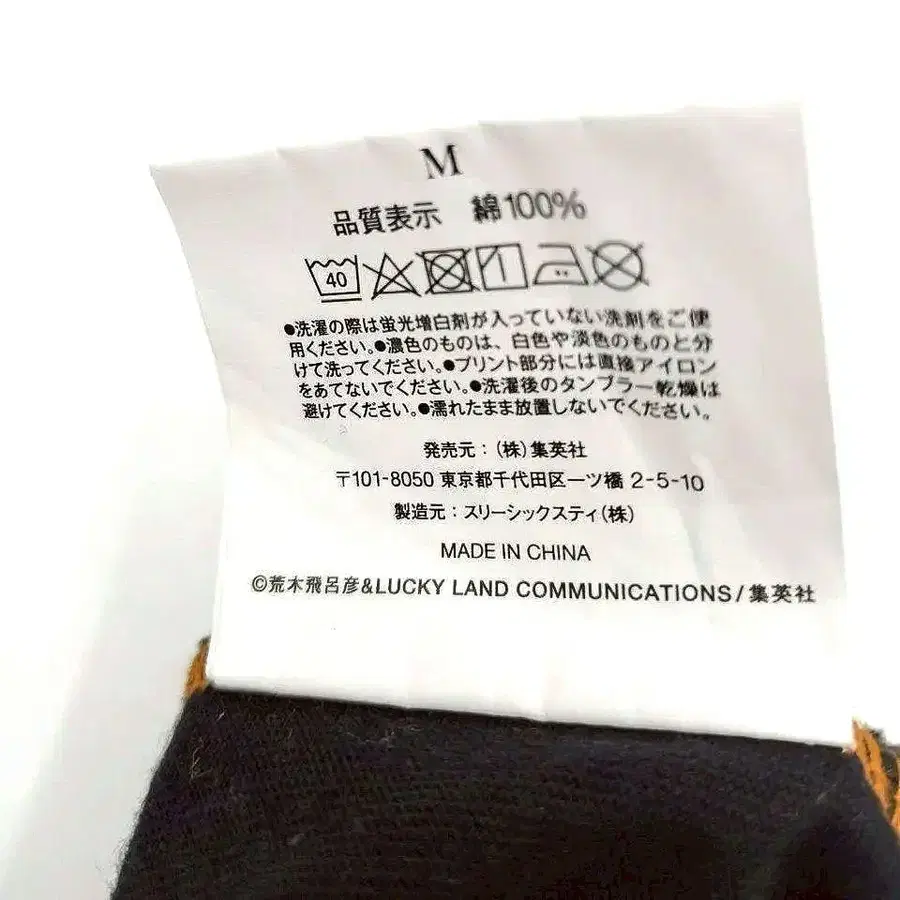 M
品質表示 綿100%
40
●洗濯の際は蛍光増白剤が入っていない洗剤をご使
用ください。●濃色のものは、白色や淡色のものと分
けて洗ってください。●プリント部分には直接アイロン
をあてないでください。●洗濯後のタンブラー乾燥は
避けてください。●濡れたまま放置しないでください。
発売元:(株)集英社
〒101-8050 東京都千代田区一ツ橋 2-5-10
製造元:スリーシックスティ(株)
MADE IN CHINA
©荒木飛呂彦&LUCKY LAND COMMUNICATIONS/集英社